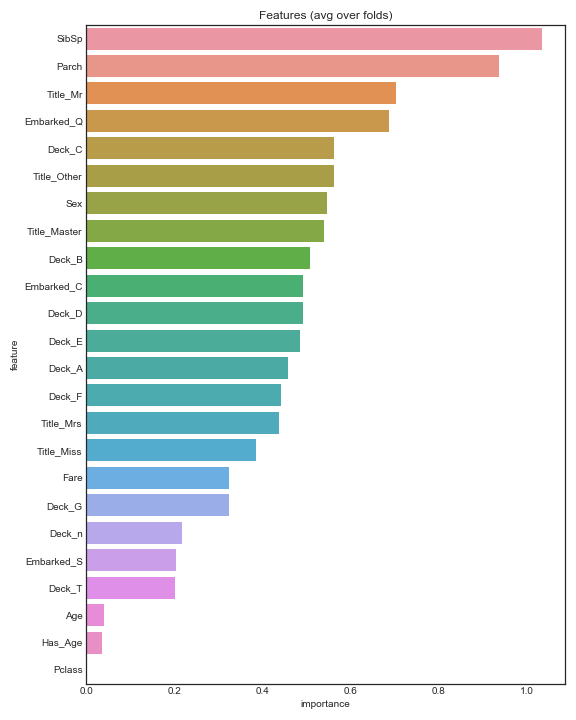 Features (avg over folds)
SibSp
Parch
Title_Mr
Embarked_Q
Deck_C
Title_Other
Sex
Title_Master
Deck_B
Embarked_C
Deck_D
Deck_E
Deck_A
Deck_F
Title_Mrs
Title_Miss
Fare
Deck_G
Deck_n
Embarked_S
Deck_T
Age
Has_Age
Pclass
feature
0.0 0.2 0.4 0.6 0.8 1.0
importance